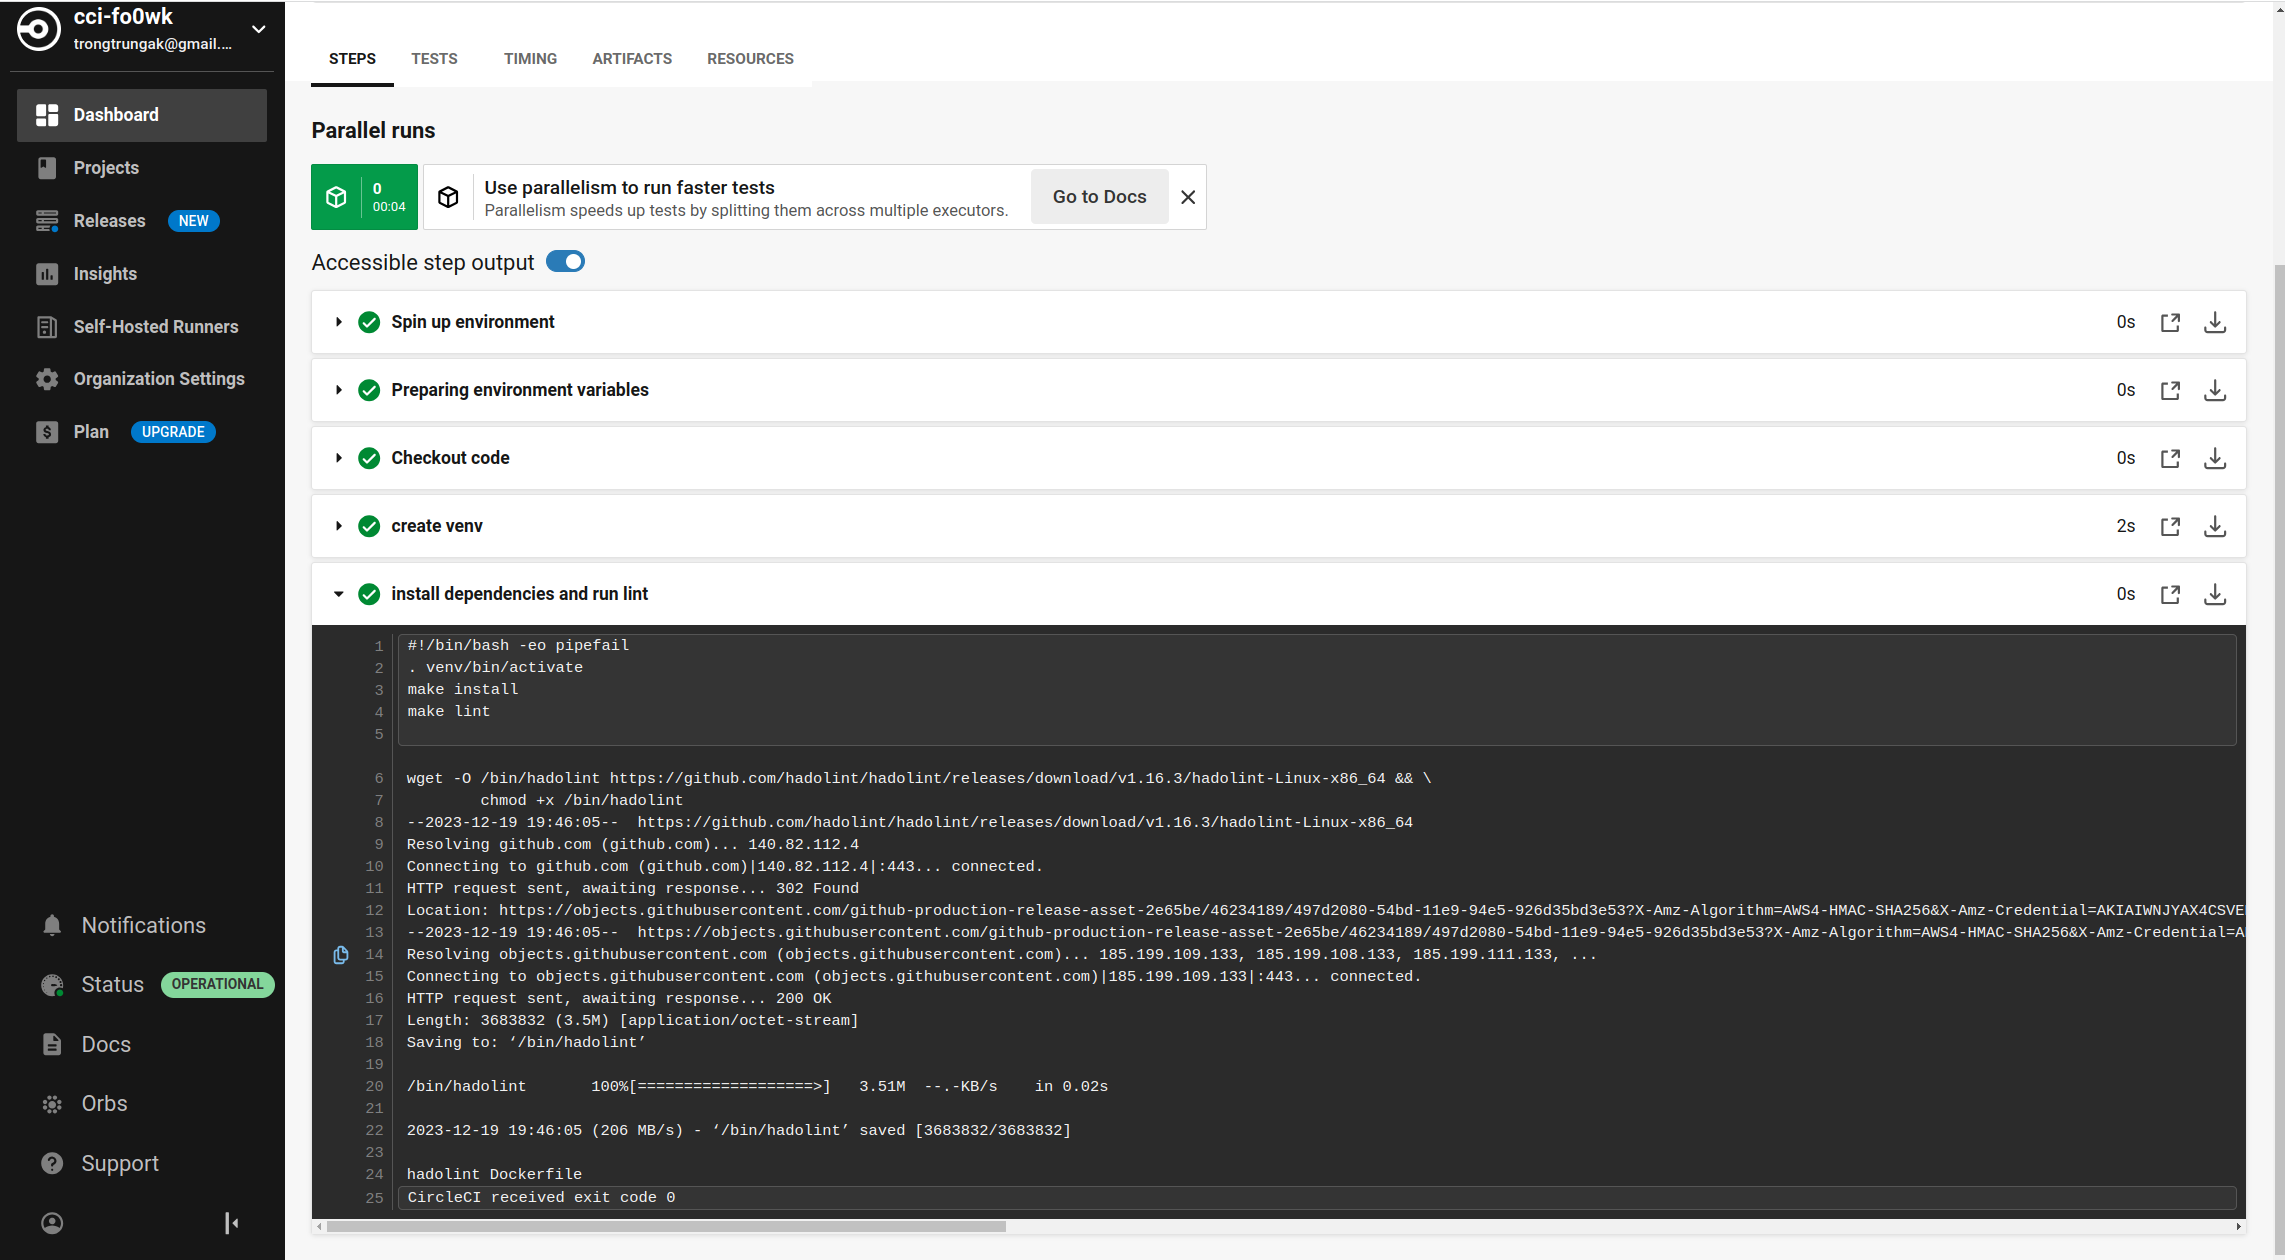 cci-fo0wk
trongtrungak@gmail....
Dashboard
Projects
Releases NEW
Insights
Self-Hosted Runners
Organization Settings
Plan UPGRADE
Notifications
Status OPERATIONAL
Docs
Orbs
Support
STEPS TESTS TIMING ARTIFACTS RESOURCES
Parallel runs
0
00:04
Use parallelism to run faster tests
Parallelism speeds up tests by splitting them across multiple executors.
Go to Docs
Accessible step output
Spin up environment 0s
Preparing environment variables 0s
Checkout code 0s
create venv 2s
install dependencies and run lint 0s
1 #!/bin/bash -eo pipefail
2 . venv/bin/activate
3 make install
4 make lint
5
6 wget -O /bin/hadolint https://github.com/hadolint/hadolint/releases/download/v1.16.3/hadolint-Linux-x86_64 && \
7 chmod +x /bin/hadolint
8 --2023-12-19 19:46:05-- https://github.com/hadolint/hadolint/releases/download/v1.16.3/hadolint-Linux-x86_64
9 Resolving github.com (github.com)... 140.82.112.4
10 Connecting to github.com (github.com)|140.82.112.4|:443... connected.
11 HTTP request sent, awaiting response... 302 Found
12 Location: https://objects.githubusercontent.com/github-production-release-asset-2e65be/46234189/497d2080-54bd-11e9-94e5-926d35bd3e53?X-Amz-Algorithm=AWS4-HMAC-SHA256&X-Amz-Credential=AKIAIWNJYAX4CSVE
13 --2023-12-19 19:46:05-- https://objects.githubusercontent.com/github-production-release-asset-2e65be/46234189/497d2080-54bd-11e9-94e5-926d35bd3e53?X-Amz-Algorithm=AWS4-HMAC-SHA256&X-Amz-Credential=A
14 Resolving objects.githubusercontent.com (objects.githubusercontent.com)... 185.199.109.133, 185.199.108.133, 185.199.111.133, ...
15 Connecting to objects.githubusercontent.com (objects.githubusercontent.com)|185.199.109.133|:443... connected.
16 HTTP request sent, awaiting response... 200 OK
17 Length: 3683832 (3.5M) [application/octet-stream]
18 Saving to: ‘/bin/hadolint’
19
20 /bin/hadolint 100%[===================>] 3.51M --.-KB/s in 0.02s
21
22 2023-12-19 19:46:05 (206 MB/s) - ‘/bin/hadolint’ saved [3683832/3683832]
23
24 hadolint Dockerfile
25 CircleCI received exit code 0